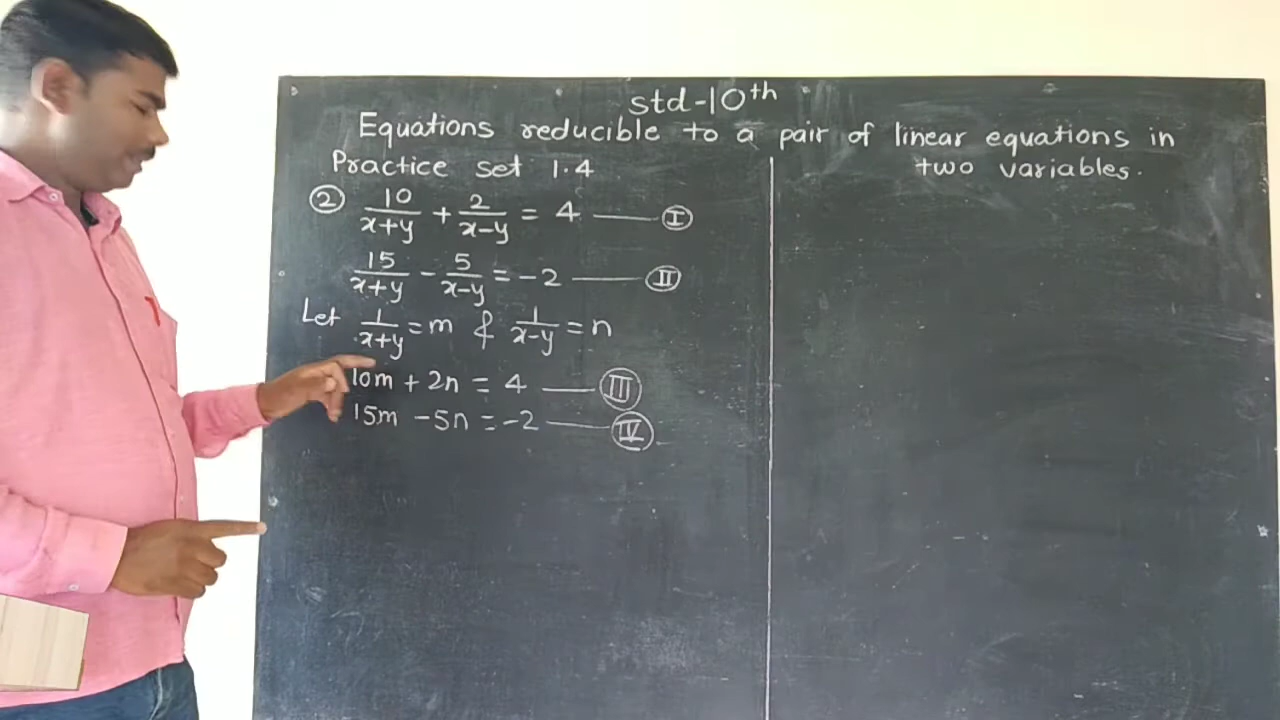 std-10th
Equations reducible to a pair of linear equations in
two variables.
Practice set 1.4
② 10/(x+y) + 2/(x-y) = 4 —— Ⅰ
15/(x+y) - 5/(x-y) = -2 —— Ⅱ
Let 1/(x+y) = m & 1/(x-y) = n
10m + 2n = 4 —— Ⅲ
15m - 5n = -2 —— Ⅳ